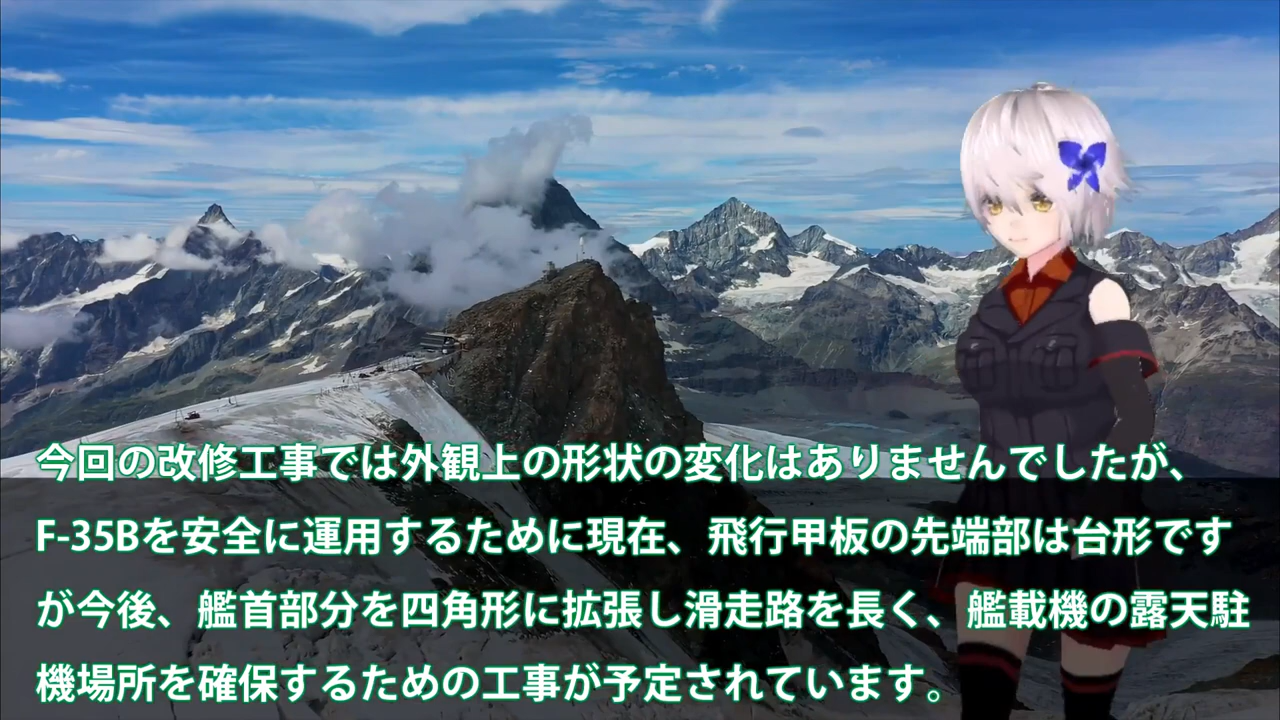 今回の改修工事では外観上の形状の変化はありませんでしたが、
F-35Bを安全に運用するために現在、飛行甲板の先端部は台形です
が今後、艦首部分を四角形に拡張し滑走路を長く、艦載機の露天駐
機場所を確保するための工事が予定されています。